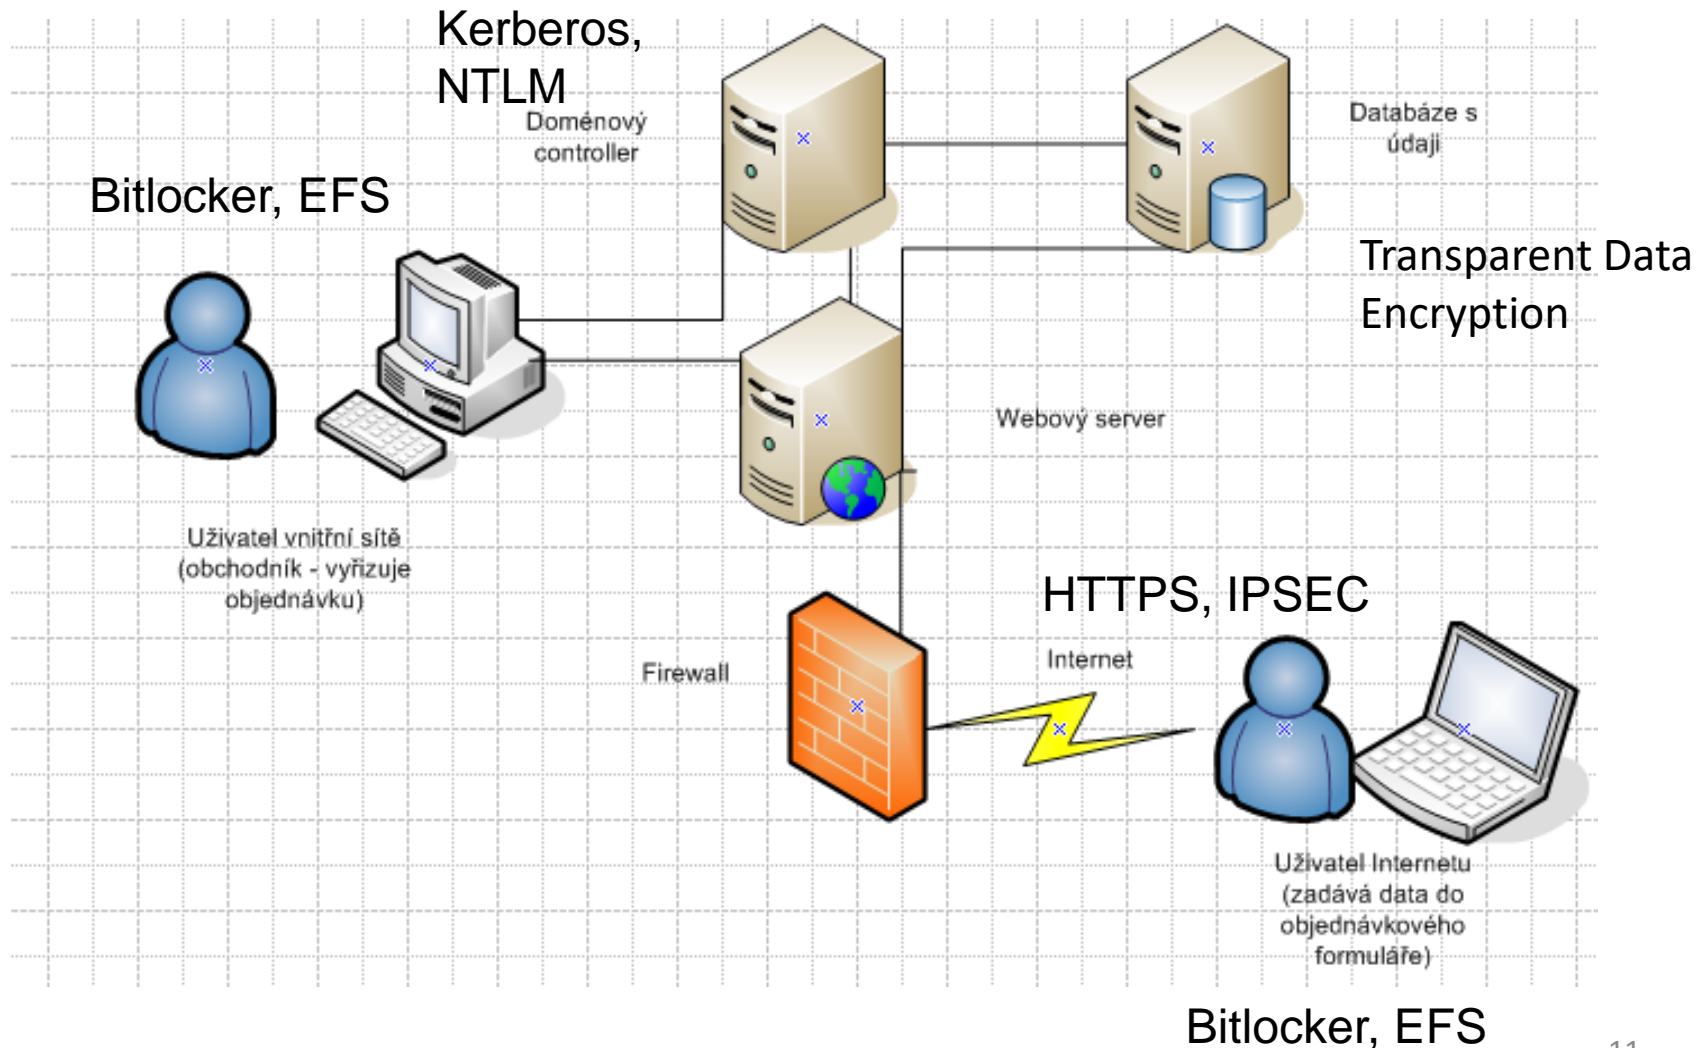 Kerberos,
NTLM
Doménový
controller
Databáze s
údaji
Bitlocker, EFS
Transparent Data
Encryption
Webový server
Uživatel vnitřní sítě
(obchodník - vyřizuje
objednávku)
HTTPS, IPSEC
Internet
Firewall
Uživatel Internetu
(zadává data do
objednávkového
formuláře)
Bitlocker, EFS
11